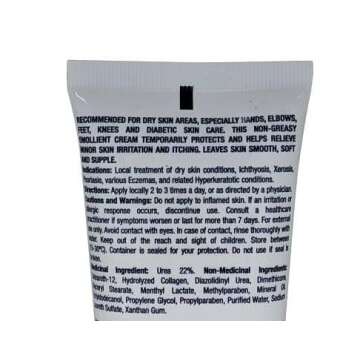 RECOMMENDED FOR DRY SKIN AREAS, ESPECIALLY HANDS, ELBOWS,
FEET, KNEES AND DIABETIC SKIN CARE. THIS NON-GREASY
EMOLLIENT CREAM TEMPORARILY PROTECTS AND HELPS RELIEVE
MINOR SKIN IRRITATION AND ITCHING. LEAVES SKIN SMOOTH, SOFT
AND SUPPLE.
Indications: Local treatment of dry skin conditions, Ichthyosis, Xerosis,
Psoriasis, various Eczemas, and related Hyperkeratotic conditions.
Directions: Apply locally 2 to 3 times a day, or as directed by a physician.
Cautions and Warnings: Do not apply to inflamed skin. If an irritation or
allergic response occurs, discontinue use. Consult a healthcare
practitioner if symptoms worsen or last for more than 7 days. For external
use only. Avoid contact with eyes. In case of contact, rinse thoroughly with
water. Keep out of the reach and sight of children. Store between
-30°C). Container is sealed for your protection. Do not use if seal is
broken.
Medicinal Ingredient: Urea 22%. Non-Medicinal Ingredient:
areth-12, Hydrolyzed Collagen, Diazolidinyl Urea, Dimethicone,
Glyceryl Stearate, Menthyl Lactate, Methylparaben, Mineral Oil,
Octyldodecanol, Propylene Glycol, Propylparaben, Purified Water, Sodium
areth Sulfate, Xanthan Gum.